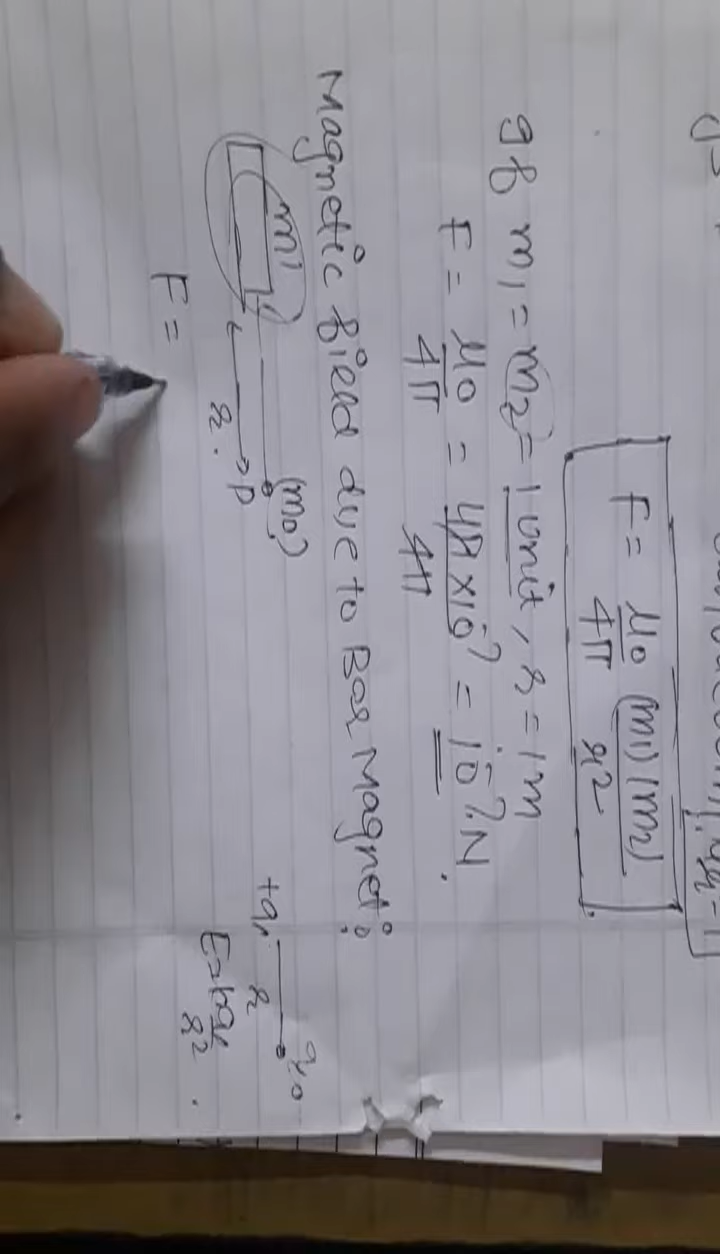 F = μ0/4π (m1)(m2)/r²
If m1 = m2 = 1 unit, r = 1m
F = μ0/4π = 4π×10⁻⁷/4π = 10⁻⁷ N.
Magnetic field due to Bar Magnet:
m (m0)
r P
+q r q0
E = kq/r²
F =